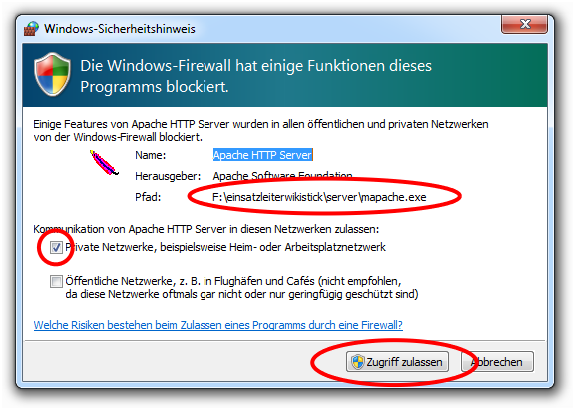 Windows-Sicherheitshinweis
Die Windows-Firewall hat einige Funktionen dieses
Programms blockiert.
Einige Features von Apache HTTP Server wurden in allen öffentlichen und privaten Netzwerken
von der Windows-Firewall blockiert.
Name: Apache HTTP Server
Herausgeber: Apache Software Foundation
Pfad: F:\einsatzleiterwikistick\server\mapache.exe
Kommunikation von Apache HTTP Server in diesen Netzwerken zulassen:
Private Netzwerke, beispielsweise Heim- oder Arbeitsplatznetzwerk
Öffentliche Netzwerke, z. B. in Flughäfen und Cafés (nicht empfohlen,
da diese Netzwerke oftmals gar nicht oder nur geringfügig geschützt sind)
Welche Risiken bestehen beim Zulassen eines Programms durch eine Firewall?
Zugriff zulassen Abbrechen